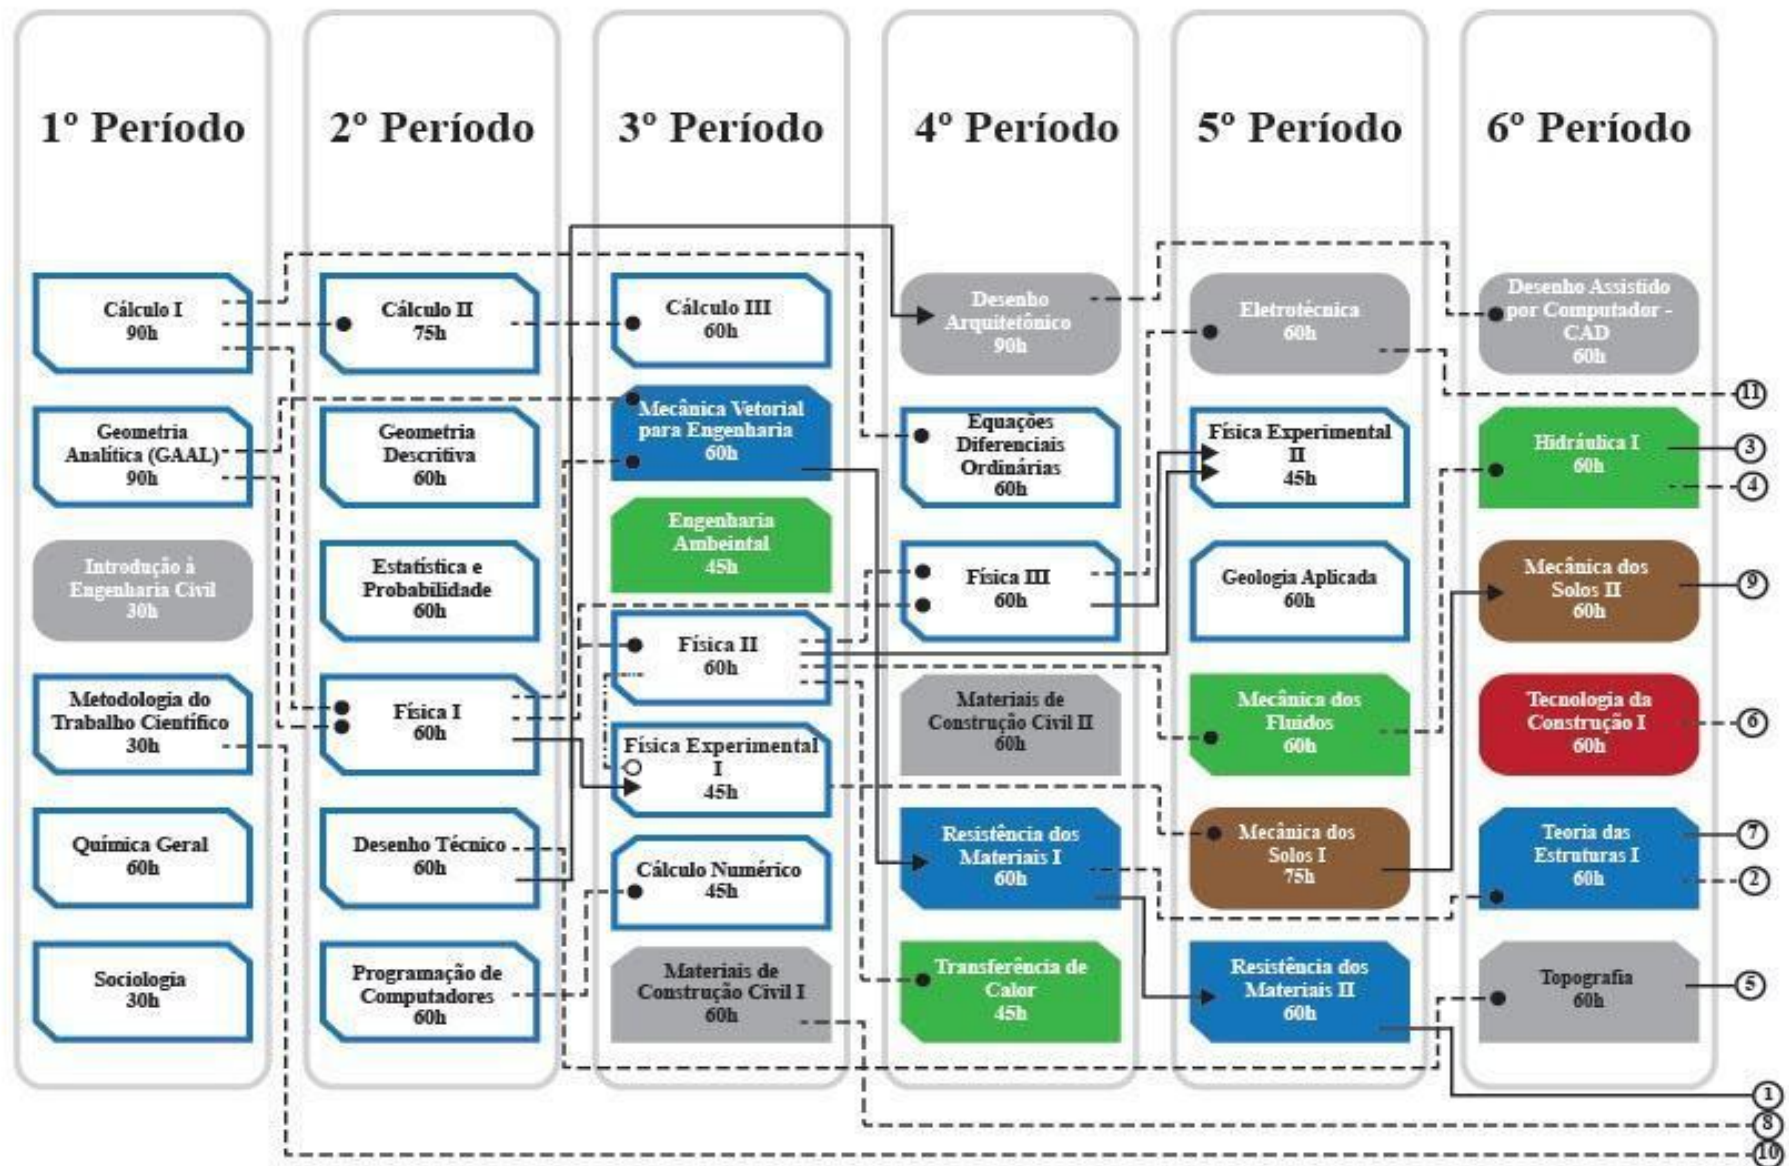 1º Período
Cálculo I
90h
Geometria
Analítica (GAAL)
90h
Introdução à
Engenharia Civil
30h
Metodologia do
Trabalho Científico
30h
Química Geral
60h
Sociologia
30h
2º Período
Cálculo II
75h
Geometria
Descritiva
60h
Estatística e
Probabilidade
60h
Física I
60h
Desenho Técnico
60h
Programação de
Computadores
60h
3º Período
Cálculo III
60h
Mecânica Vetorial
para Engenharia
60h
Engenharia
Ambeintal
45h
Física II
60h
Física Experimental
I
45h
Cálculo Numérico
45h
Materiais de
Construção Civil I
60h
4º Período
Desenho
Arquitetônico
90h
Equações
Diferenciais
Ordinárias
60h
Física III
60h
Materiais de
Construção Civil II
60h
Resistência dos
Materiais I
60h
Transferência de
Calor
45h
5º Período
Eletrotécnica
60h
Física Experimental
II
45h
Geologia Aplicada
60h
Mecânica dos
Fluidos
60h
Mecânica dos
Solos I
75h
Resistência dos
Materiais II
60h
6º Período
Desenho Assistido
por Computador -
CAD
60h
Hidráulica I
60h
Mecânica dos
Solos II
60h
Tecnologia da
Construção I
60h
Teoria das
Estruturas I
60h
Topografia
60h
11
3
4
9
6
7
2
5
1
8
10